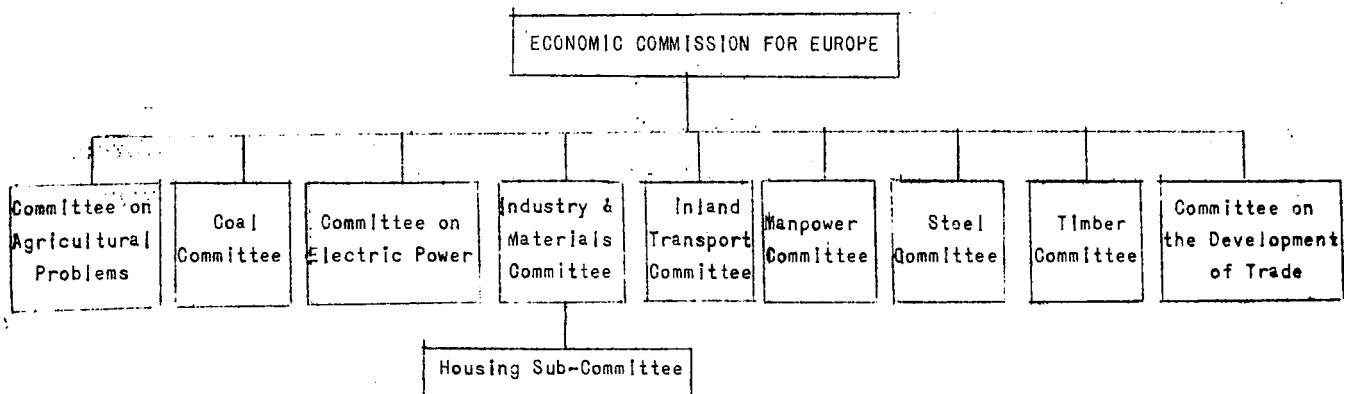 ECONOMIC COMMISSION FOR EUROPE
Committee on
Agricultural
Problems
Coal
Committee
Committee on
Electric Power
Industry &
Materials
Committee
Inland
Transport
Committee
Manpower
Committee
Steel
Qommittee
Timber
Committee
Committee on
the Development
of Trade
Housing Sub-Committee